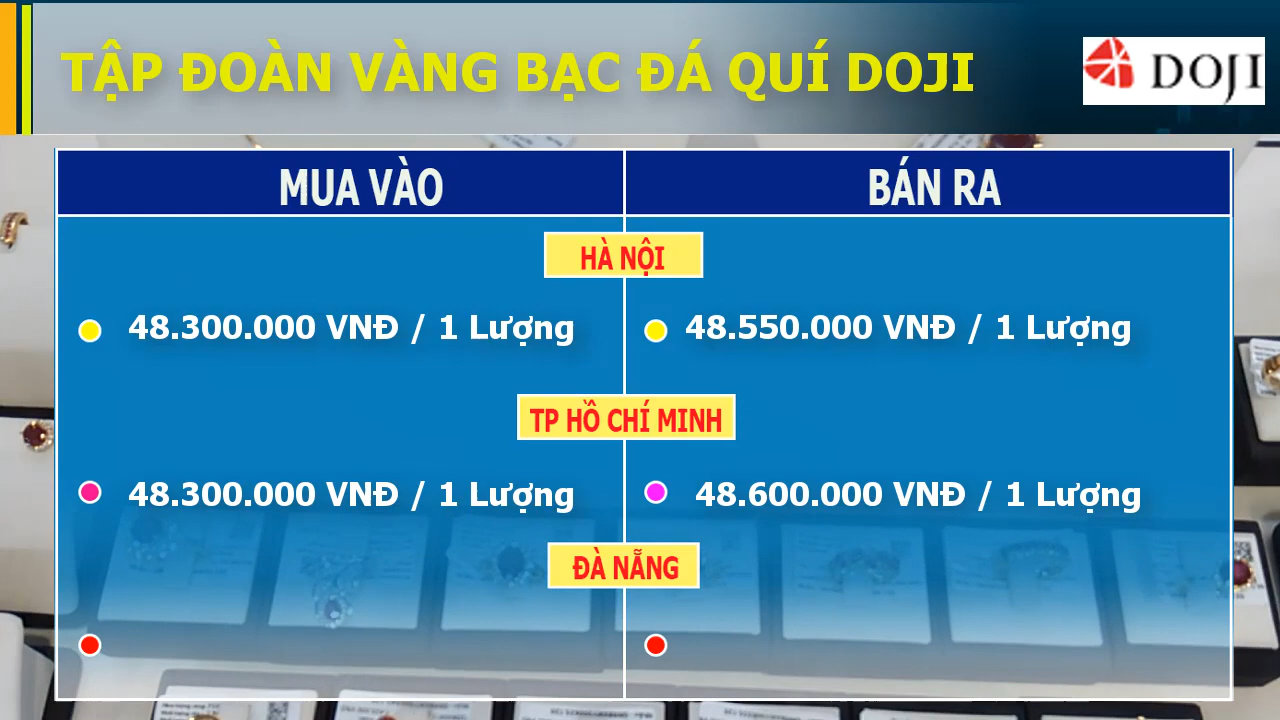 TẬP ĐOÀN VÀNG BẠC ĐÁ QUÍ DOJI
DOJI
MUA VÀO
BÁN RA
HÀ NỘI
48.300.000 VNĐ / 1 Lượng
48.550.000 VNĐ / 1 Lượng
TP HỒ CHÍ MINH
48.300.000 VNĐ / 1 Lượng
48.600.000 VNĐ / 1 Lượng
ĐÀ NẴNG